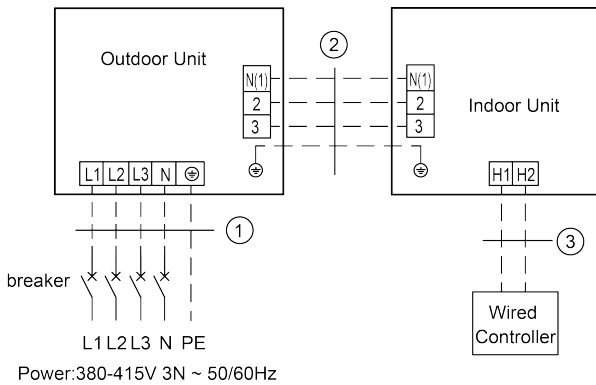 Outdoor Unit
N(1)
2
3
2
N(1)
2
3
Indoor Unit
L1 L2 L3 N
H1 H2
1
3
breaker
L1 L2 L3 N PE
Wired
Controller
Power:380-415V 3N ~ 50/60Hz